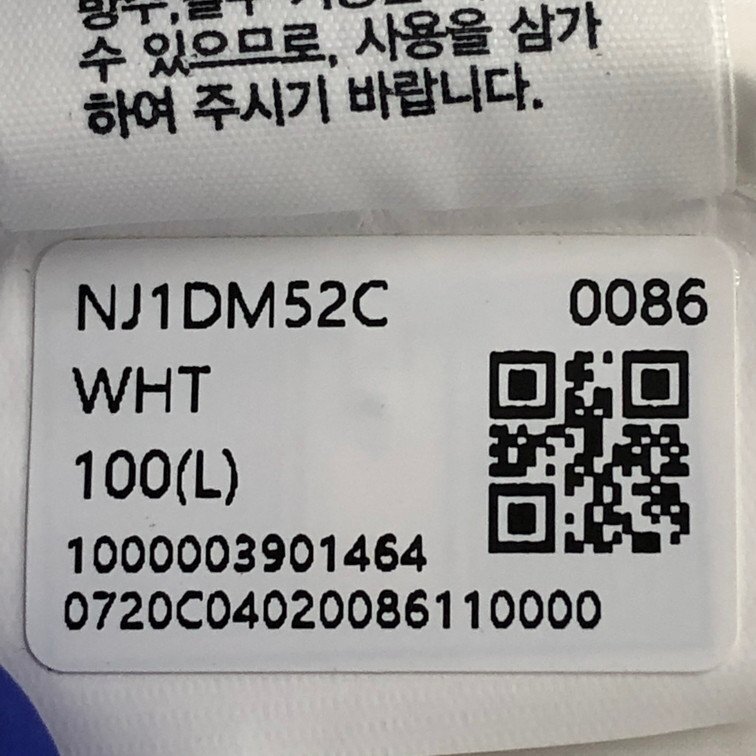 수 있으므로, 사용을 삼가
하여 주시기 바랍니다.
NJ1DM52C 0086
WHT
100(L)
1000003901464
0720C04020086110000